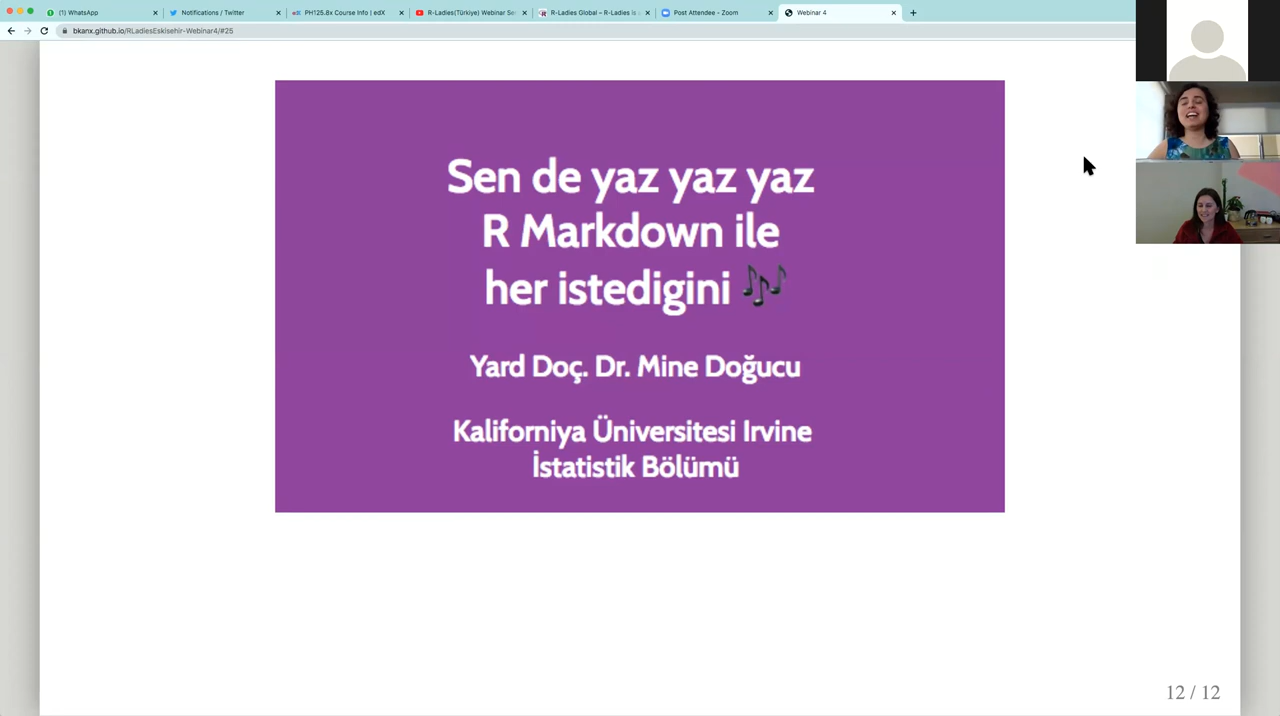 (1) WhatsApp
Notifications / Twitter
PH125.8x Course Info | edX
R-Ladies(Türkiye) Webinar Se
R-Ladies Global – R-Ladies is a
Post Attendee - Zoom
Webinar 4
bkanx.github.io/RLadiesEskisehir-Webinar4/#25
Sen de yaz yaz yaz
R Markdown ile
her istedigini 🎶
Yard Doç. Dr. Mine Doğucu
Kaliforniya Üniversitesi Irvine
İstatistik Bölümü
12 / 12